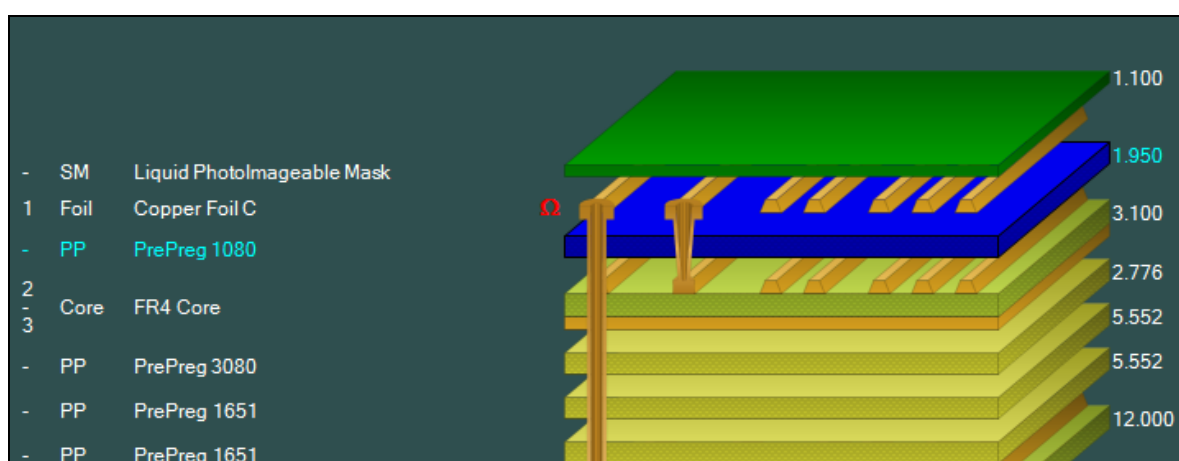 1.100
- SM Liquid PhotoImageable Mask 1.950
1 Foil Copper Foil C Ω 3.100
- PP PrePreg 1080
2
-
3
Core FR4 Core 2.776
5.552
- PP PrePreg 3080 5.552
- PP PrePreg 1651 12.000
- PP PrePreg 1651